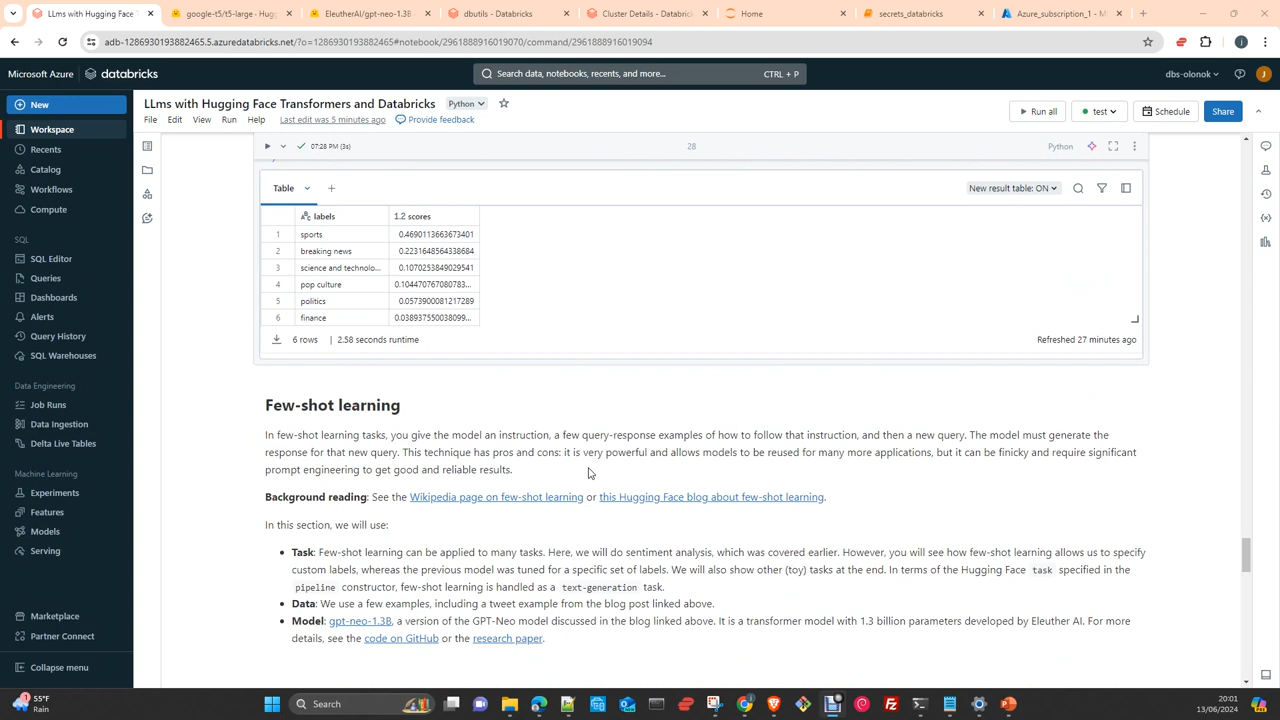 LLms with Hugging Face T
google-t5/t5-large · Hugg
EleutherAI/gpt-neo-1.3B
dbutils - Databricks
Cluster Details - Databric
Home
secrets_databricks
Azure_subscription_1 - M
adb-1286930193882465.5.azuredatabricks.net/?o=1286930193882465#notebook/2961888916019070/command/2961888916019094
Microsoft Azure
databricks
Search data, notebooks, recents, and more...
CTRL + P
dbs-olonok
J
New
Workspace
Recents
Catalog
Workflows
Compute
SQL
SQL Editor
Queries
Dashboards
Alerts
Query History
SQL Warehouses
Data Engineering
Job Runs
Data Ingestion
Delta Live Tables
Machine Learning
Experiments
Features
Models
Serving
Marketplace
Partner Connect
Collapse menu
LLms with Hugging Face Transformers and Databricks
Python
File Edit View Run Help Last edit was 5 minutes ago Provide feedback
Run all
test
Schedule
Share
07:28 PM (3s)
28
Python
Table
New result table: ON
labels 1.2 scores
1 sports 0.4690113663673401
2 breaking news 0.2231648564338684
3 science and technolo... 0.1070253849029541
4 pop culture 0.104470767080783...
5 politics 0.0573900081217289
6 finance 0.038937550038099...
6 rows | 2.58 seconds runtime
Refreshed 27 minutes ago
Few-shot learning
In few-shot learning tasks, you give the model an instruction, a few query-response examples of how to follow that instruction, and then a new query. The model must generate the
response for that new query. This technique has pros and cons: it is very powerful and allows models to be reused for many more applications, but it can be finicky and require significant
prompt engineering to get good and reliable results.
Background reading: See the Wikipedia page on few-shot learning or this Hugging Face blog about few-shot learning.
In this section, we will use:
• Task: Few-shot learning can be applied to many tasks. Here, we will do sentiment analysis, which was covered earlier. However, you will see how few-shot learning allows us to specify
custom labels, whereas the previous model was tuned for a specific set of labels. We will also show other (toy) tasks at the end. In terms of the Hugging Face task specified in the
pipeline constructor, few-shot learning is handled as a text-generation task.
• Data: We use a few examples, including a tweet example from the blog post linked above.
• Model: gpt-neo-1.3B, a version of the GPT-Neo model discussed in the blog linked above. It is a transformer model with 1.3 billion parameters developed by Eleuther AI. For more
details, see the code on GitHub or the research paper.
55°F
Rain
Search
20:01
13/06/2024